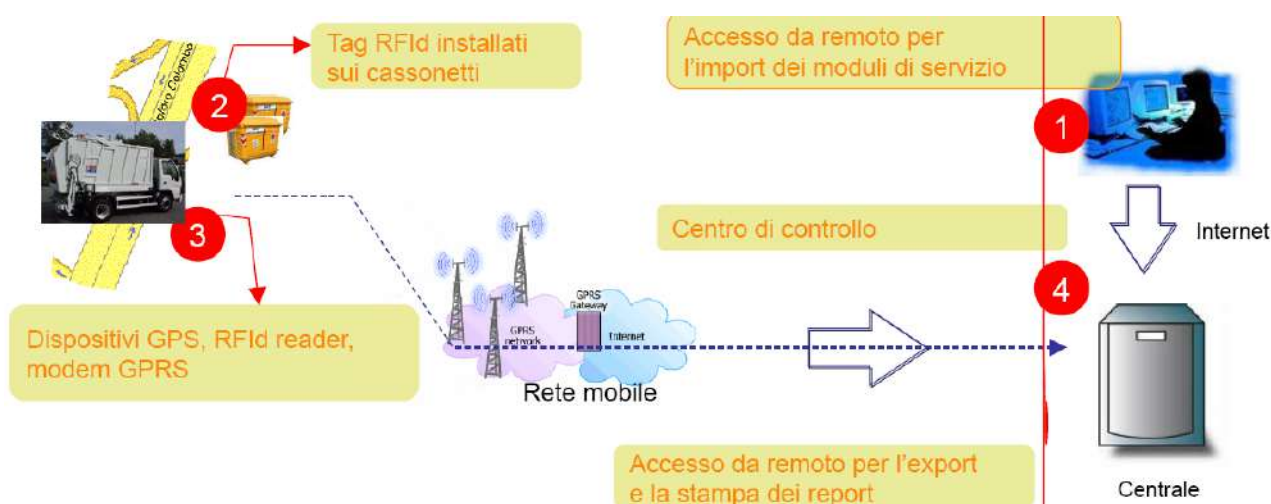 Tag RFId installati
sui cassonetti
Accesso da remoto per
l'import dei moduli di servizio
2
1
3
Centro di controllo
Internet
4
Dispositivi GPS, RFId reader,
modem GPRS
GPRS
Gateway
GPRS
network
Internet
Rete mobile
Accesso da remoto per l'export
e la stampa dei report
Centrale